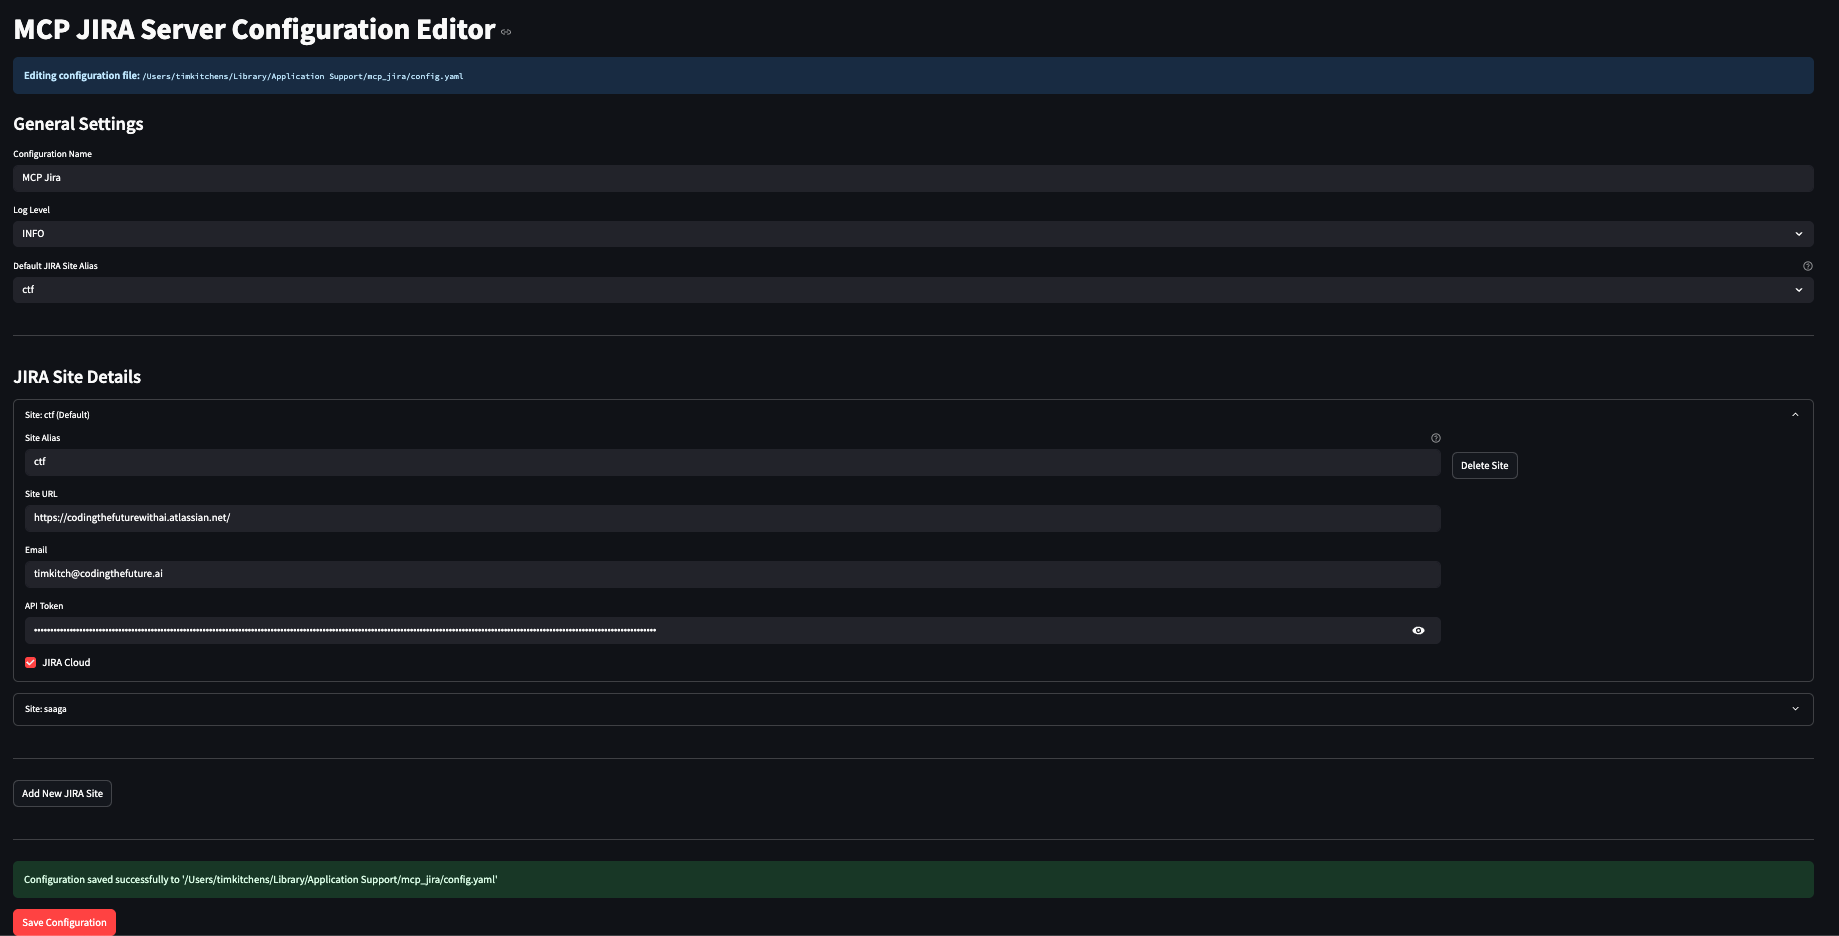 MCP JIRA Server Configuration Editor
Editing configuration file: /Users/timkitchens/Library/Application Support/mcp_jira/config.yaml
General Settings
Configuration Name
MCP Jira
Log Level
INFO
Default JIRA Site Alias
ctf
JIRA Site Details
Site: ctf (Default)
Site Alias
ctf
Delete Site
Site URL
https://codingthefuturewithai.atlassian.net/
Email
timkitch@codingthefuture.ai
API Token
JIRA Cloud
Site: saaga
Add New JIRA Site
Configuration saved successfully to '/Users/timkitchens/Library/Application Support/mcp_jira/config.yaml'
Save Configuration